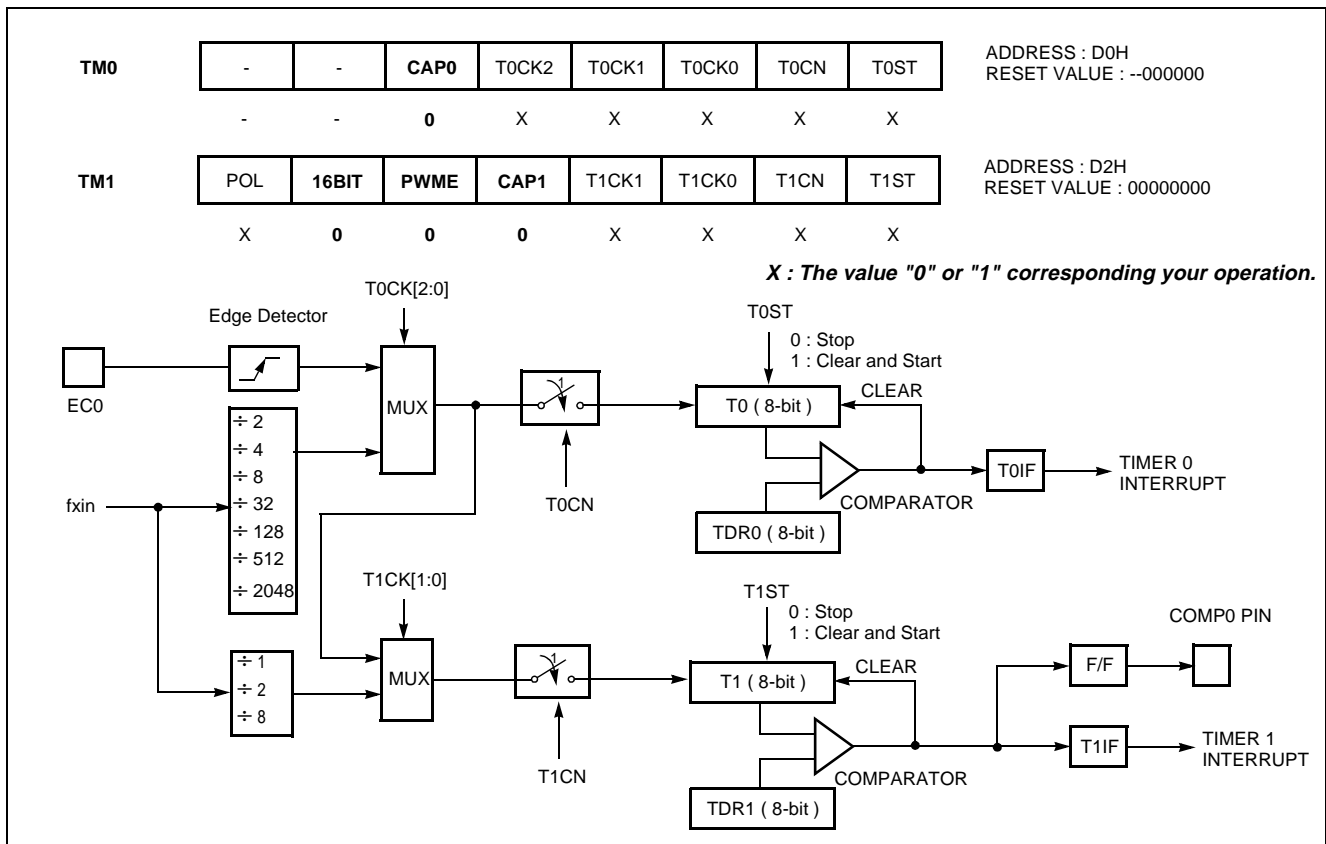 TM0
- - CAP0 T0CK2 T0CK1 T0CK0 T0CN T0ST
ADDRESS : D0H
RESET VALUE : --000000
- - 0 X X X X X
TM1
POL 16BIT PWME CAP1 T1CK1 T1CK0 T1CN T1ST
ADDRESS : D2H
RESET VALUE : 00000000
X 0 0 0 X X X X
X : The value "0" or "1" corresponding your operation.
T0CK[2:0]
Edge Detector
T0ST
0 : Stop
1 : Clear and Start
EC0
MUX
1
T0 ( 8-bit )
CLEAR
÷ 2
÷ 4
÷ 8
÷ 32
÷ 128
÷ 512
÷ 2048
fxin
T0CN
COMPARATOR
TDR0 ( 8-bit )
T0IF
TIMER 0
INTERRUPT
T1CK[1:0]
T1ST
0 : Stop
1 : Clear and Start
COMP0 PIN
÷ 1
÷ 2
÷ 8
MUX
1
T1 ( 8-bit )
CLEAR
F/F
T1CN
COMPARATOR
TDR1 ( 8-bit )
T1IF
TIMER 1
INTERRUPT